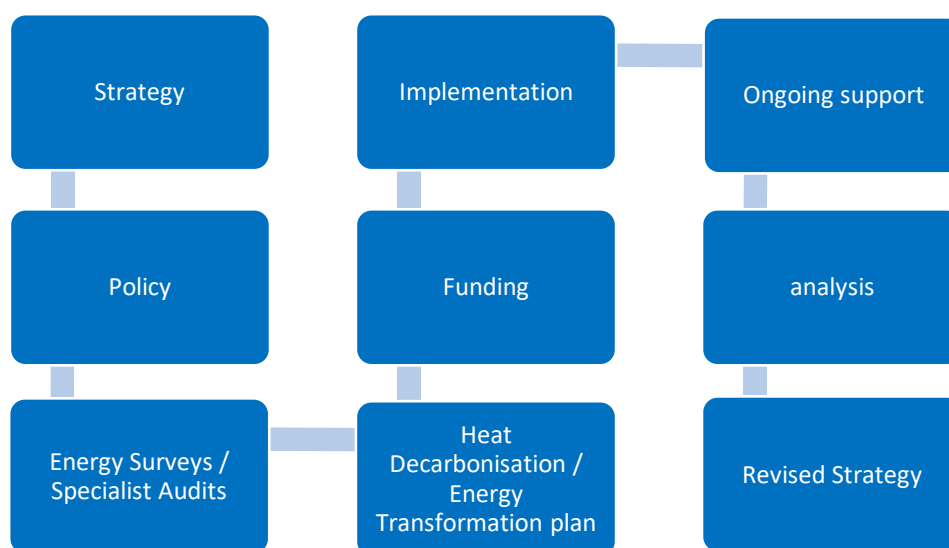 Strategy
Policy
Energy Surveys /
Specialist Audits
Heat
Decarbonisation /
Energy
Transformation plan
Funding
Implementation
Ongoing support
analysis
Revised Strategy